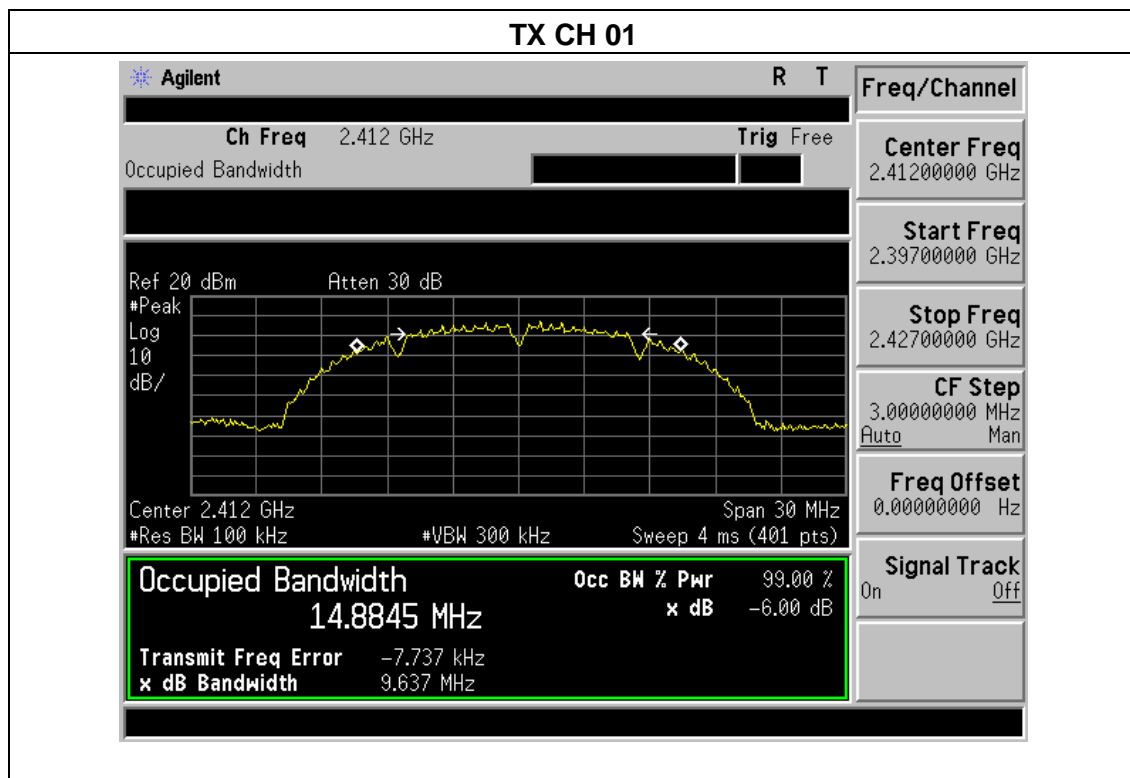 TX CH 01
Agilent R T
Ch Freq 2.412 GHz Trig Free
Occupied Bandwidth
Ref 20 dBm Atten 30 dB
#Peak
Log
10
dB/
Center 2.412 GHz Span 30 MHz
#Res BW 100 kHz #VBW 300 kHz Sweep 4 ms (401 pts)
Occupied Bandwidth Occ BW % Pwr 99.00 %
14.8845 MHz x dB -6.00 dB
Transmit Freq Error -7.737 kHz
x dB Bandwidth 9.637 MHz
Freq/Channel
Center Freq
2.41200000 GHz
Start Freq
2.39700000 GHz
Stop Freq
2.42700000 GHz
CF Step
3.00000000 MHz
Auto Man
Freq Offset
0.00000000 Hz
Signal Track
On Off